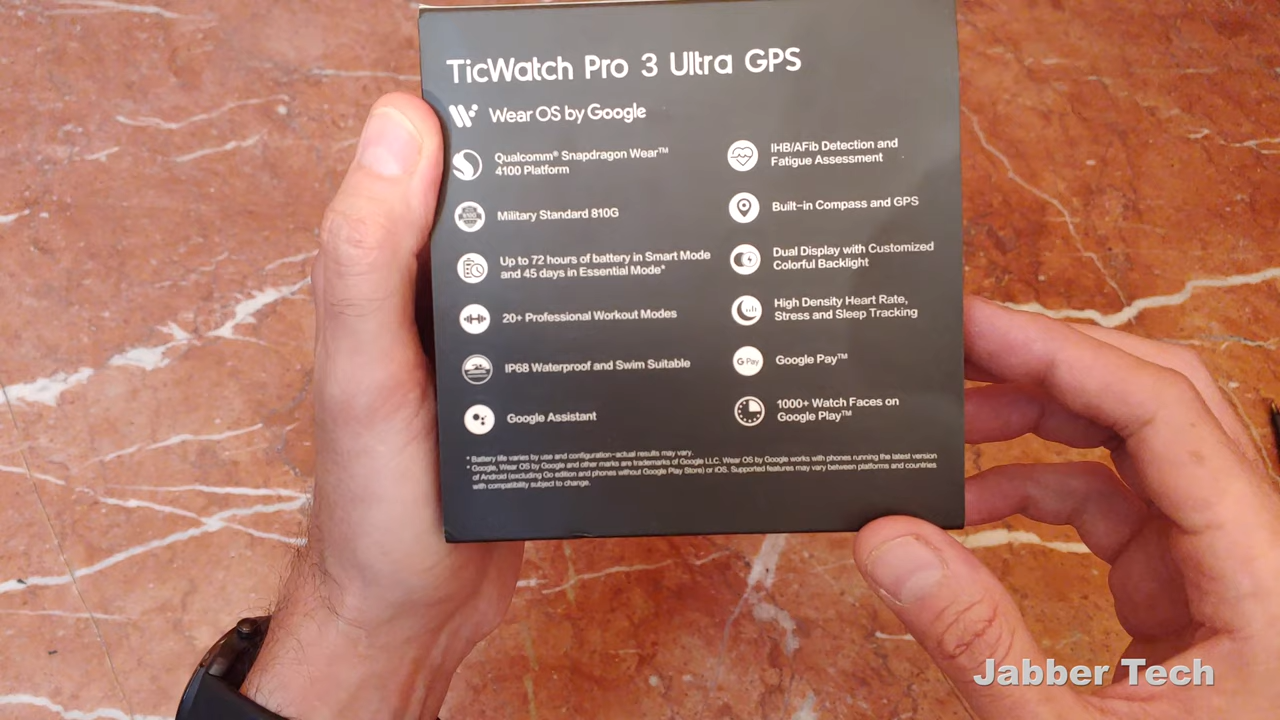 TicWatch Pro 3 Ultra GPS
Wear OS by Google
Qualcomm® Snapdragon Wear™
4100 Platform
Military Standard 810G
Up to 72 hours of battery in Smart Mode
and 45 days in Essential Mode*
20+ Professional Workout Modes
IP68 Waterproof and Swim Suitable
Google Assistant
IHB/AFib Detection and
Fatigue Assessment
Built-in Compass and GPS
Dual Display with Customized
Colorful Backlight
High Density Heart Rate,
Stress and Sleep Tracking
G Pay
Google Pay™
1000+ Watch Faces on
Google Play™
* Battery life varies by use and configuration-actual results may vary.
* Google, Wear OS by Google and other marks are trademarks of Google LLC. Wear OS by Google works with phones running the latest version
of Android (excluding Go edition and phones without Google Play Store) or iOS. Supported features may vary between platforms and countries
with compatibility subject to change.
Jabber Tech